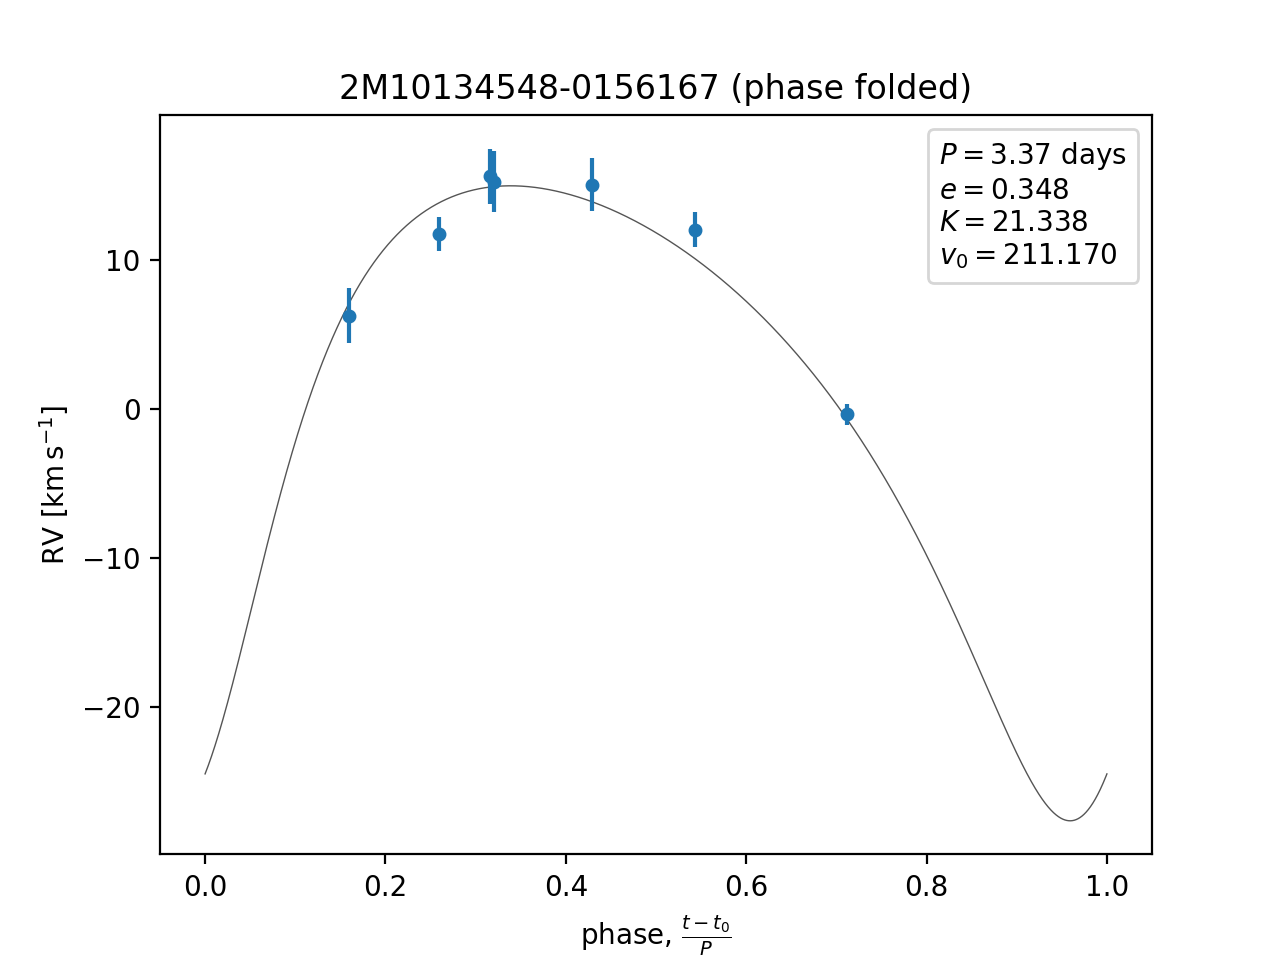 2M10134548-0156167 (phase folded)
P = 3.37 days
e = 0.348
K = 21.338
v₀ = 211.170
10
0
−10
−20
RV [km s⁻¹]
0.0 0.2 0.4 0.6 0.8 1.0
phase, (t − t₀)/P